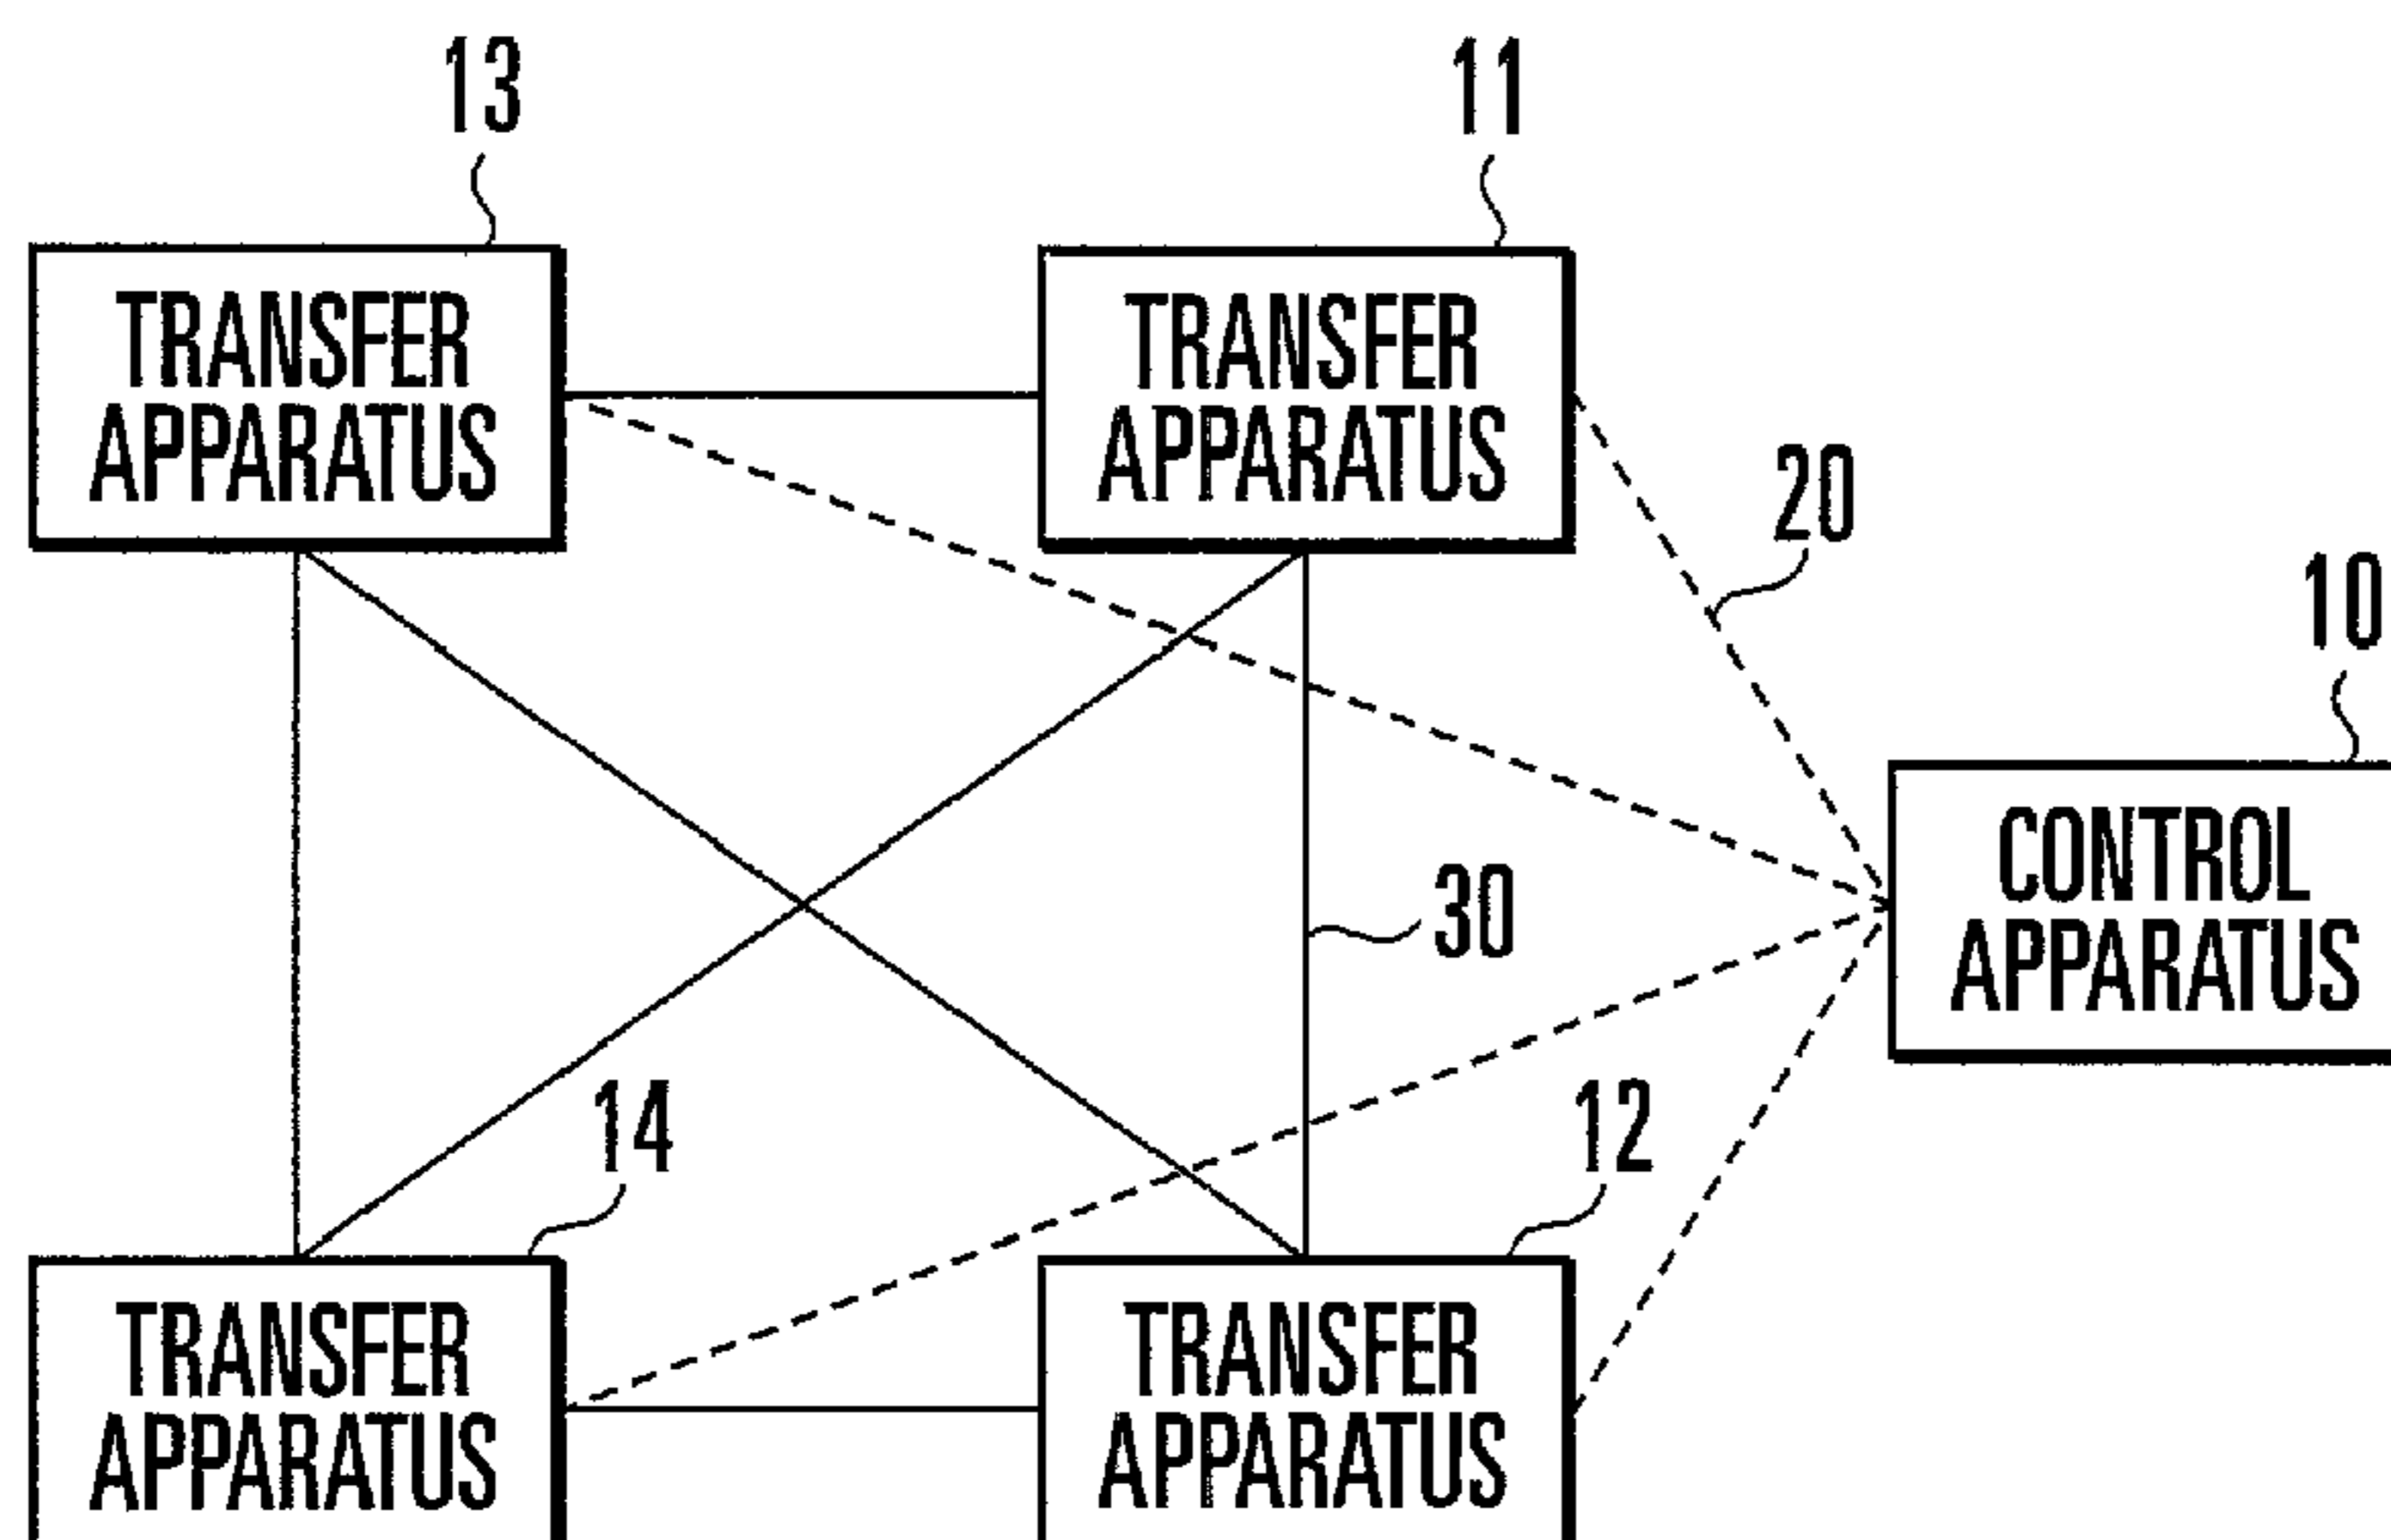 13
11
TRANSFER
APPARATUS
TRANSFER
APPARATUS
20
10
CONTROL
APPARATUS
30
14
12
TRANSFER
APPARATUS
TRANSFER
APPARATUS